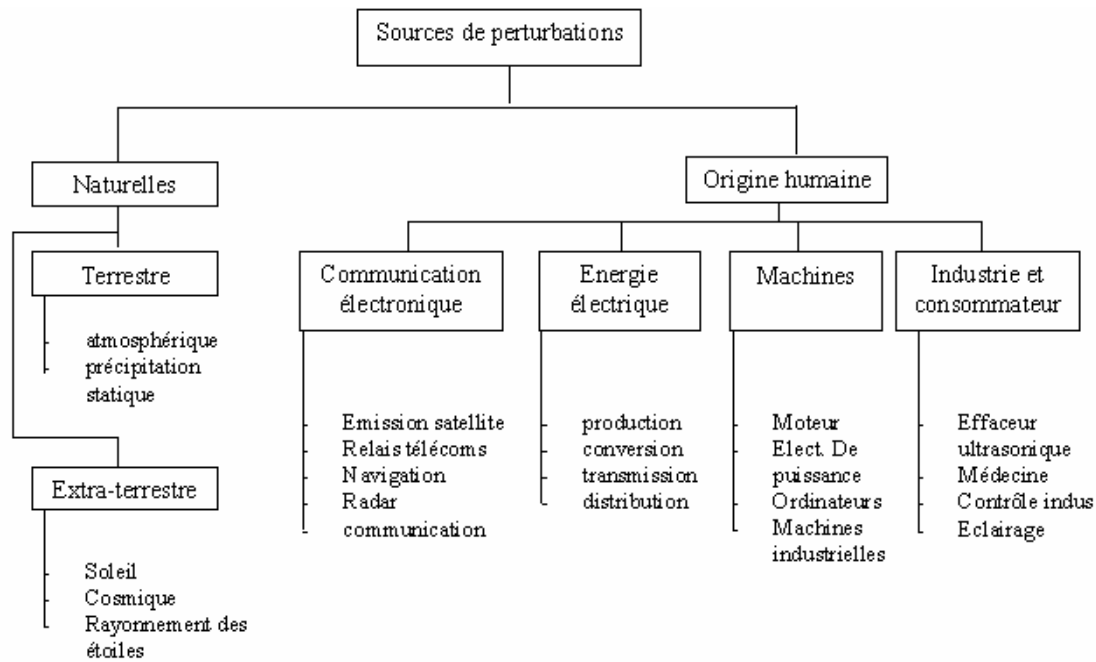 Sources de perturbations
Naturelles
Origine humaine
Terrestre
atmosphérique
précipitation
statique
Extra-terrestre
Soleil
Cosmique
Rayonnement des
étoiles
Communication
électronique
Emission satellite
Relais télécoms
Navigation
Radar
communication
Energie
électrique
production
conversion
transmission
distribution
Machines
Moteur
Elect. De
puissance
Ordinateurs
Machines
industrielles
Industrie et
consommateur
Effaceur
ultrasonique
Médecine
Contrôle indus
Eclairage